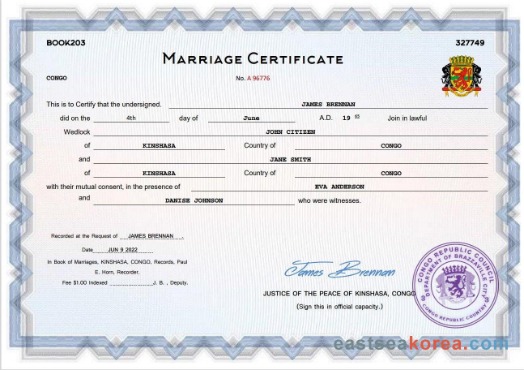 BOOK203
327749
MARRIAGE CERTIFICATE
CONGO
No. A 96776
This is to Certify that the undersigned. JAMES BRENNAN
did on the 4th day of June A.D. 19 Join in lawful
Wedlock JOHN CITIZEN
of KINSHASA Country of CONGO
and JANE SMITH
of KINSHASA Country of CONGO
with their mutual consent, in the presence of EVA ANDERSON
and DANISE JOHNSON who were witnesses.
Recorded at the Request of JAMES BRENNAN
Date JUN 9 2022
In Book of Marriages, KINSHASA, CONGO, Records, Paul
E. Horn, Recorder,
Fee $1.00 Indexed J. B. , Deputy.
James Brennan
JUSTICE OF THE PEACE OF KINSHASA, CONGO
(Sign this in official capacity.)
CONGO REPUBLIC COUNCIL
DEPARTMENT OF BRAZZAVILLE CITY
CONGO REPUBLIC COUNTRY
eastseakorea.com